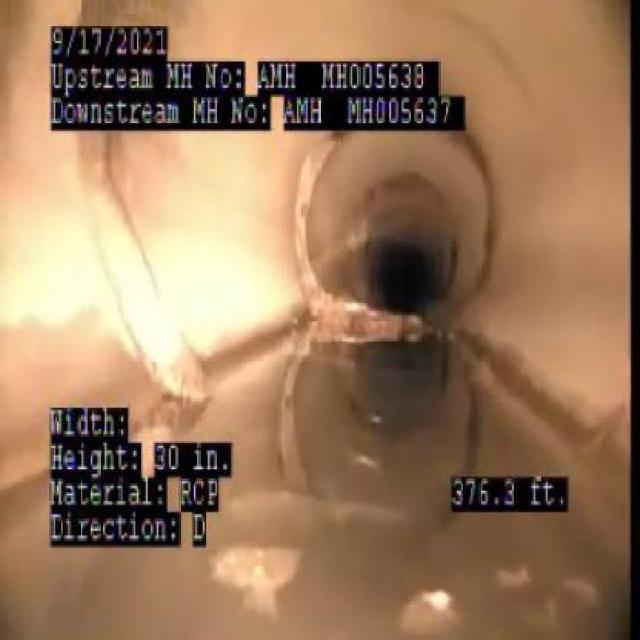 9/17/2021
Upstream MH No: AMH MH005638
Downstream MH No: AMH MH005637
Width:
Height: 30 in.
Material: RCP
376.3 ft.
Direction: D